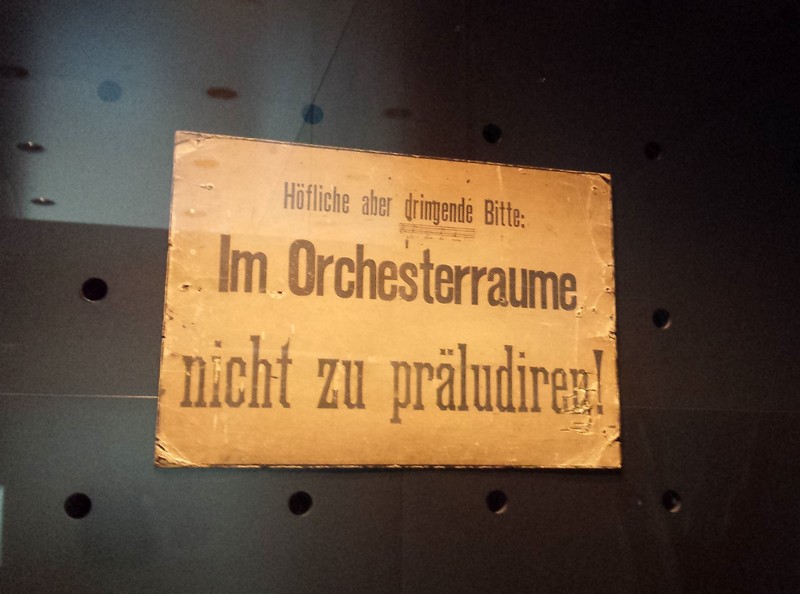 Höfliche aber dringende Bitte:
Im Orchesterraume
nicht zu präludiren!